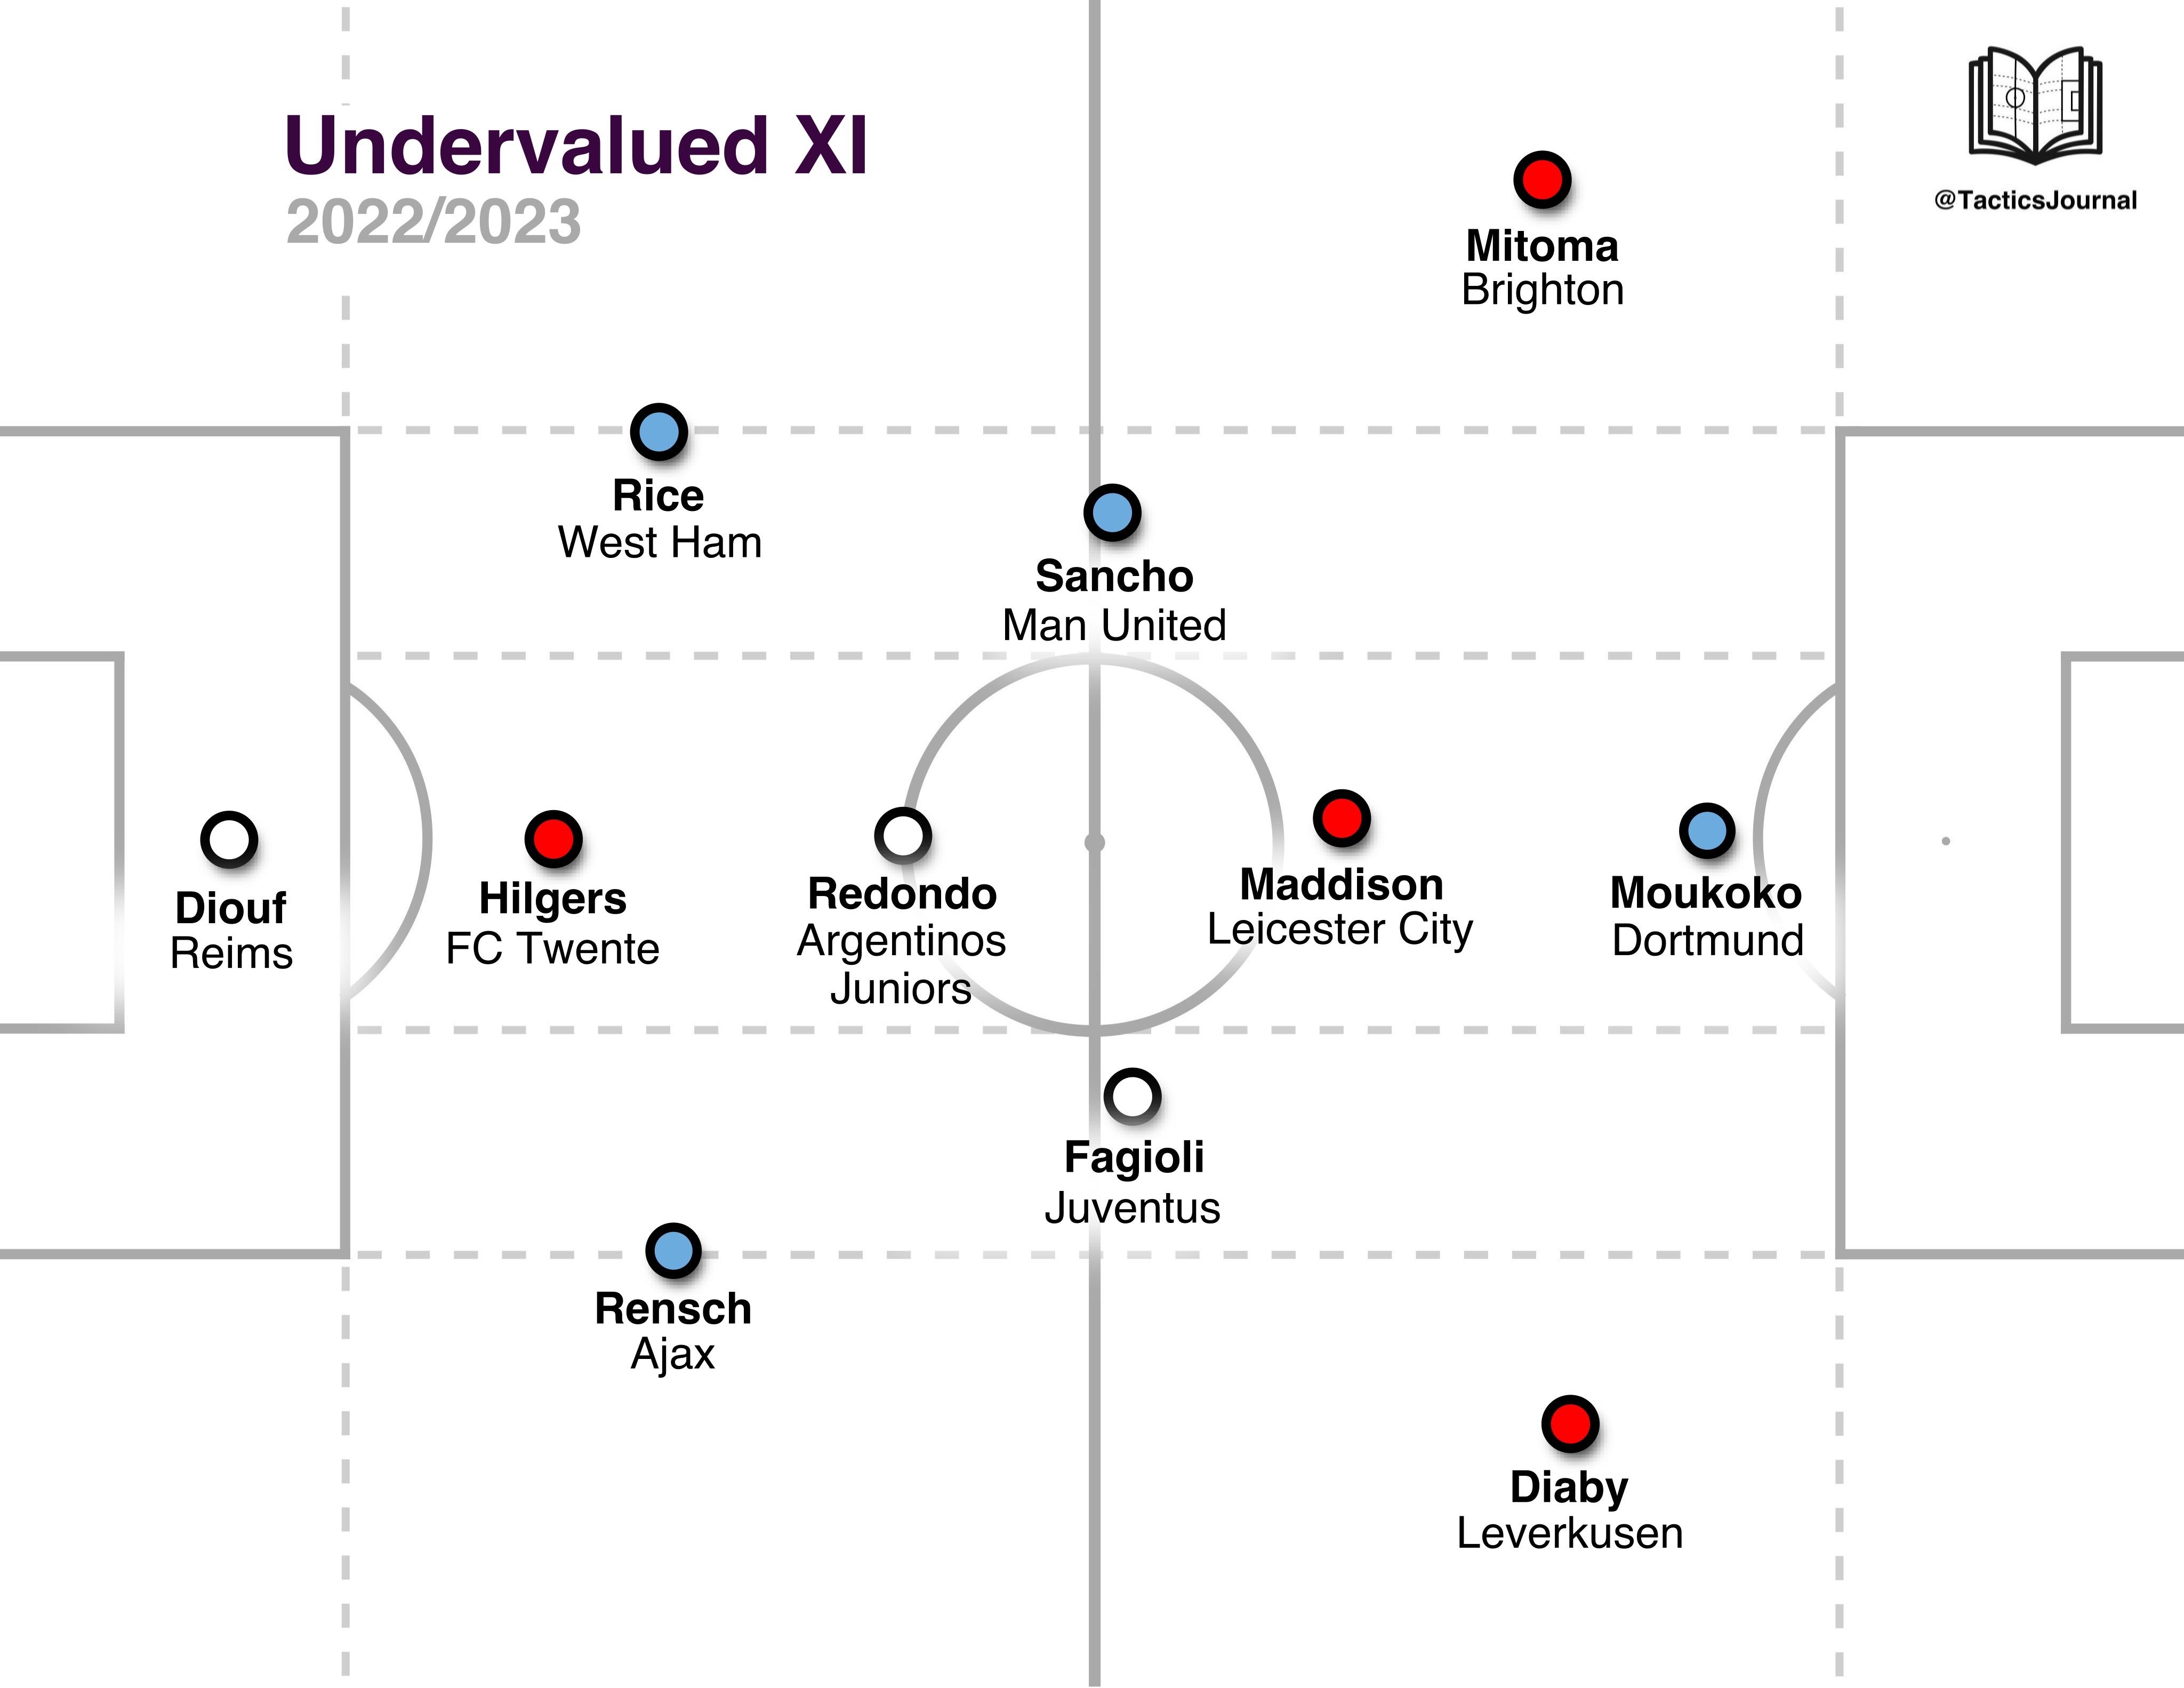 Undervalued XI
2022/2023
@TacticsJournal
Mitoma
Brighton
Rice
West Ham
Sancho
Man United
Diouf
Reims
Hilgers
FC Twente
Redondo
Argentinos
Juniors
Maddison
Leicester City
Moukoko
Dortmund
Fagioli
Juventus
Rensch
Ajax
Diaby
Leverkusen